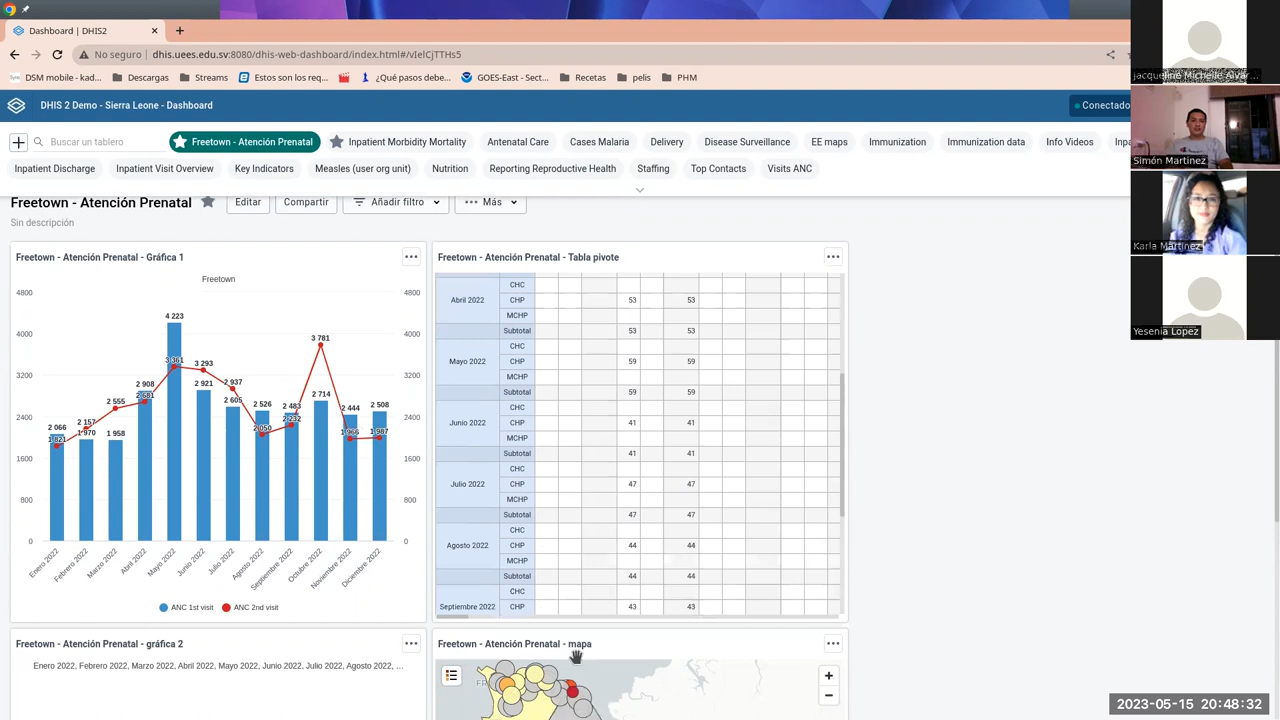 Dashboard | DHIS2
No seguro
dhis.uees.edu.sv:8080/dhis-web-dashboard/index.html#/vIelCjTTHs5
DSM mobile - kad...
Descargas
Streams
Estos son los req...
¿Qué pasos debe...
GOES-East - Sect...
Recetas
pelis
PHM
DHIS 2 Demo - Sierra Leone - Dashboard
Conectado
Buscar un tablero
Freetown - Atención Prenatal
Inpatient Morbidity Mortality
Antenatal Care
Cases Malaria
Delivery
Disease Surveillance
EE maps
Immunization
Immunization data
Info Videos
Inpatient Discharge
Inpatient Visit Overview
Key Indicators
Measles (user org unit)
Nutrition
Reporting Reproductive Health
Staffing
Top Contacts
Visits ANC
Freetown - Atención Prenatal
Editar
Compartir
Añadir filtro
Más
Sin descripción
Freetown - Atención Prenatal - Gráfica 1
Freetown
4800
4000
3200
2400
1600
800
0
4800
4000
3200
2400
1600
800
0
2 066
1 821
2 157
1 970
2 555
1 958
2 908
2 681
4 223
3 361
3 293
2 921
2 937
2 605
2 526
2 050
2 483
2 232
3 781
2 714
2 444
1 966
2 508
1 987
Enero 2022
Febrero 2022
Marzo 2022
Abril 2022
Mayo 2022
Junio 2022
Julio 2022
Agosto 2022
Septiembre 2022
Octubre 2022
Noviembre 2022
Diciembre 2022
ANC 1st visit
ANC 2nd visit
Freetown - Atención Prenatal - Tabla pivote
CHC
Abril 2022 CHP 53 53
MCHP
Subtotal 53 53
CHC
Mayo 2022 CHP 59 59
MCHP
Subtotal 59 59
CHC
Junio 2022 CHP 41 41
MCHP
Subtotal 41 41
CHC
Julio 2022 CHP 47 47
MCHP
Subtotal 47 47
CHC
Agosto 2022 CHP 44 44
MCHP
Subtotal 44 44
CHC
Septiembre 2022 CHP 43 43
Freetown - Atención Prenatal - gráfica 2
Enero 2022, Febrero 2022, Marzo 2022, Abril 2022, Mayo 2022, Junio 2022, Julio 2022, Agosto 2022, ...
Freetown - Atención Prenatal - mapa
jacqueline Michelle Alvar...
Simón Martinez
Karla Martinez
Yesenia Lopez
2023-05-15 20:48:32